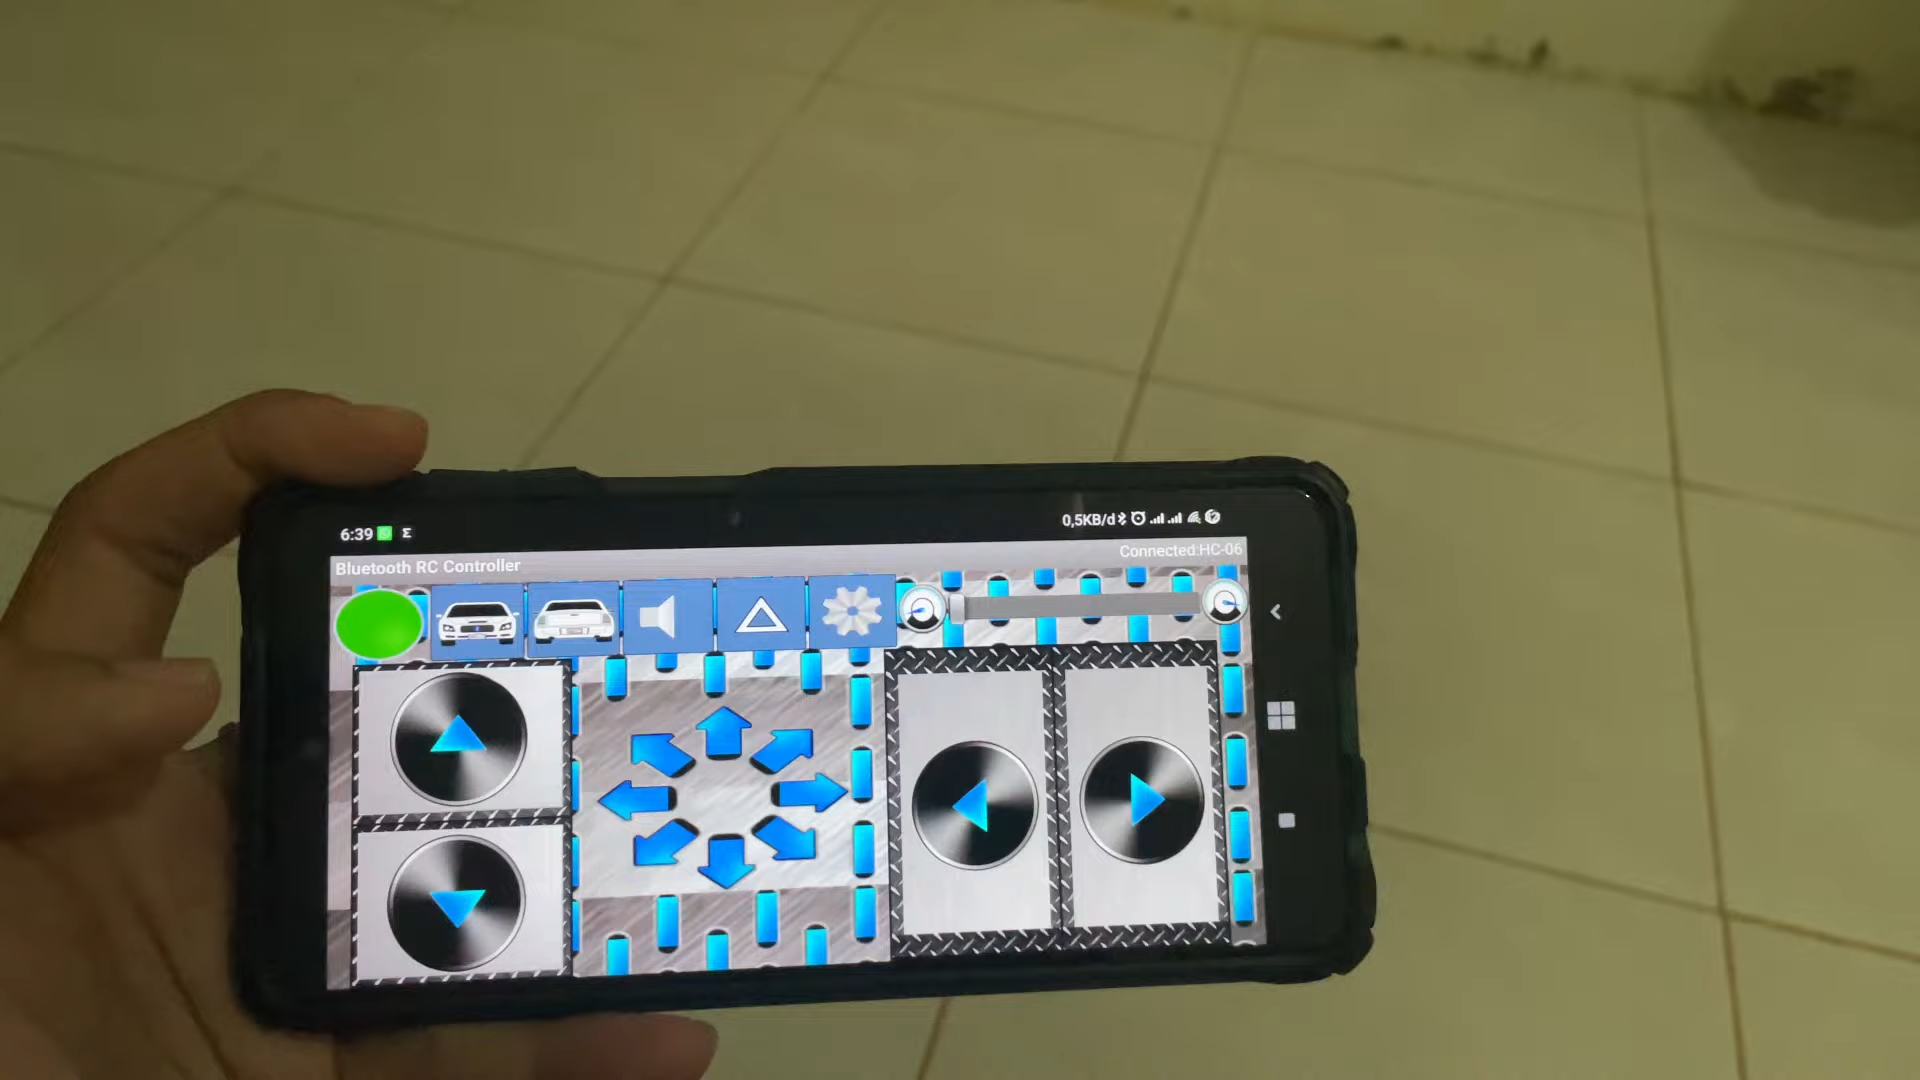 6:39 Σ
0,5KB/d
Connected:HC-06
Bluetooth RC Controller